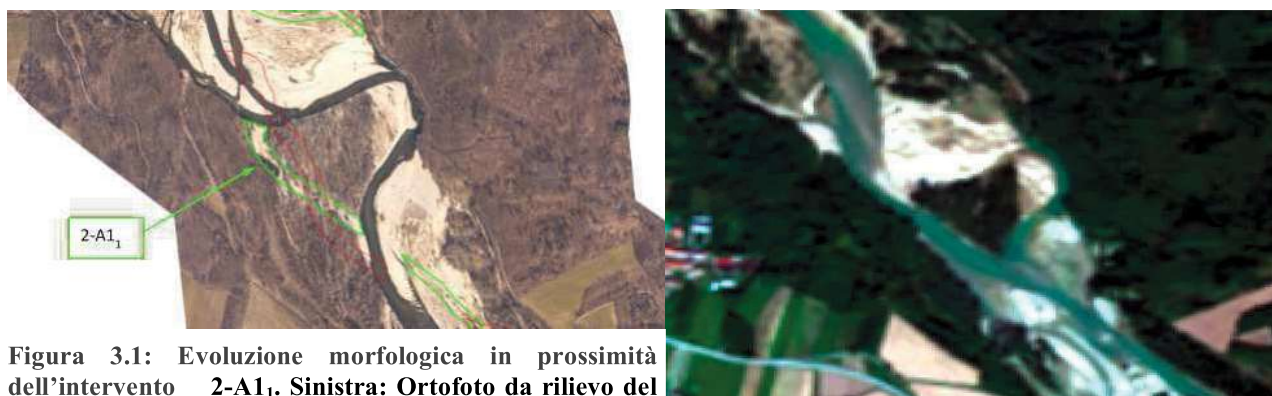 2-A1₁
Figura 3.1: Evoluzione morfologica in prossimità
dell'intervento 2-A1₁. Sinistra: Ortofoto da rilievo del